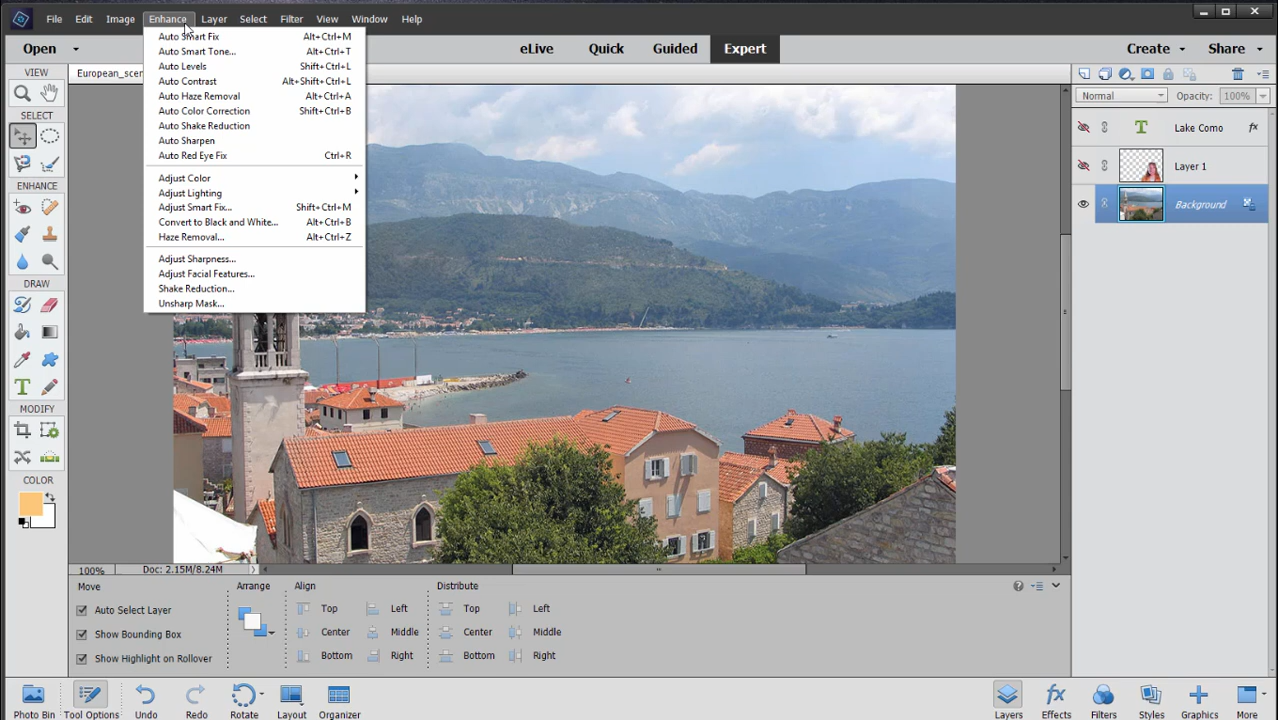 File Edit Image Enhance Layer Select Filter View Window Help
Open eLive Quick Guided Expert Create Share
European_scen
VIEW
SELECT
ENHANCE
DRAW
MODIFY
COLOR
Auto Smart Fix Alt+Ctrl+M
Auto Smart Tone... Alt+Ctrl+T
Auto Levels Shift+Ctrl+L
Auto Contrast Alt+Shift+Ctrl+L
Auto Haze Removal Alt+Ctrl+A
Auto Color Correction Shift+Ctrl+B
Auto Shake Reduction
Auto Sharpen
Auto Red Eye Fix Ctrl+R
Adjust Color
Adjust Lighting
Adjust Smart Fix... Shift+Ctrl+M
Convert to Black and White... Alt+Ctrl+B
Haze Removal... Alt+Ctrl+Z
Adjust Sharpness...
Adjust Facial Features...
Shake Reduction...
Unsharp Mask...
Normal Opacity: 100%
Lake Como fx
Layer 1
Background
100% Doc: 2.15M/8.24M
Move Arrange Align Distribute
Auto Select Layer Top Left Top Left
Show Bounding Box Center Middle Center Middle
Show Highlight on Rollover Bottom Right Bottom Right
Photo Bin Tool Options Undo Redo Rotate Layout Organizer Layers Effects Filters Styles Graphics More